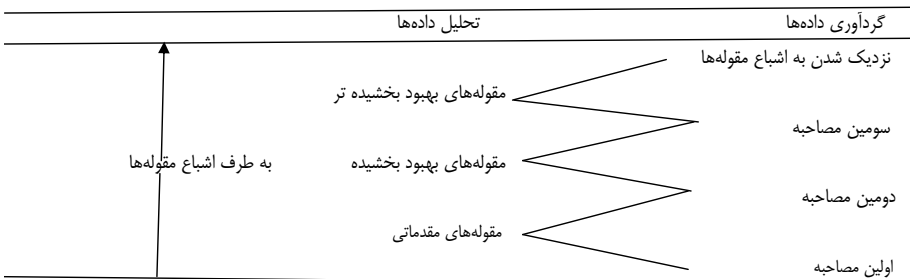 گردآوری داده‌ها
تحلیل داده‌ها
نزدیک شدن به اشباع مقوله‌ها
مقوله‌های بهبود بخشیده تر
سومین مصاحبه
مقوله‌های بهبود بخشیده
به طرف اشباع مقوله‌ها
دومین مصاحبه
مقوله‌های مقدماتی
اولین مصاحبه